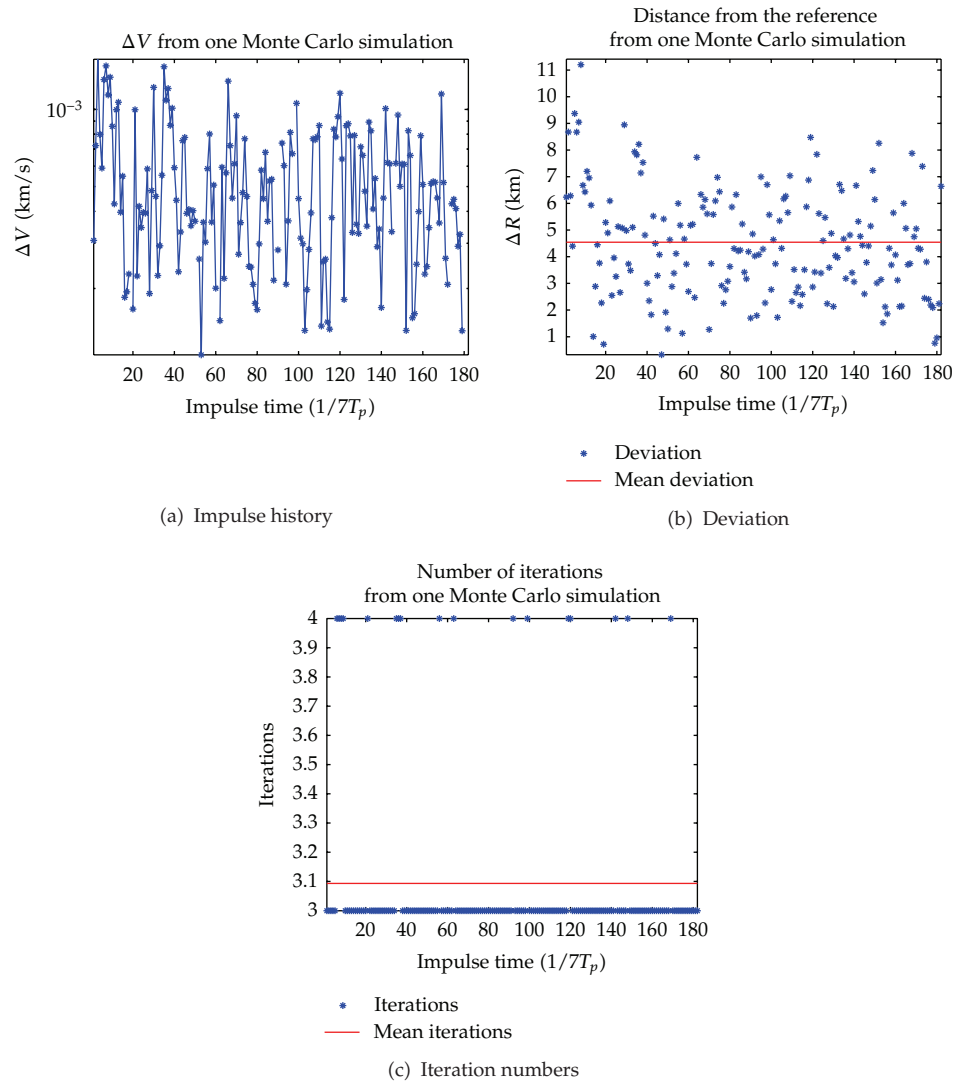 ΔV from one Monte Carlo simulation
10⁻³
ΔV (km/s)
20 40 60 80 100 120 140 160 180
Impulse time (1/7Tₚ)
(a) Impulse history
Distance from the reference
from one Monte Carlo simulation
11
10
9
8
7
6
5
4
3
2
1
ΔR (km)
20 40 60 80 100 120 140 160 180
Impulse time (1/7Tₚ)
Deviation
Mean deviation
(b) Deviation
Number of iterations
from one Monte Carlo simulation
4
3.9
3.8
3.7
3.6
3.5
3.4
3.3
3.2
3.1
3
Iterations
20 40 60 80 100 120 140 160 180
Impulse time (1/7Tₚ)
Iterations
Mean iterations
(c) Iteration numbers